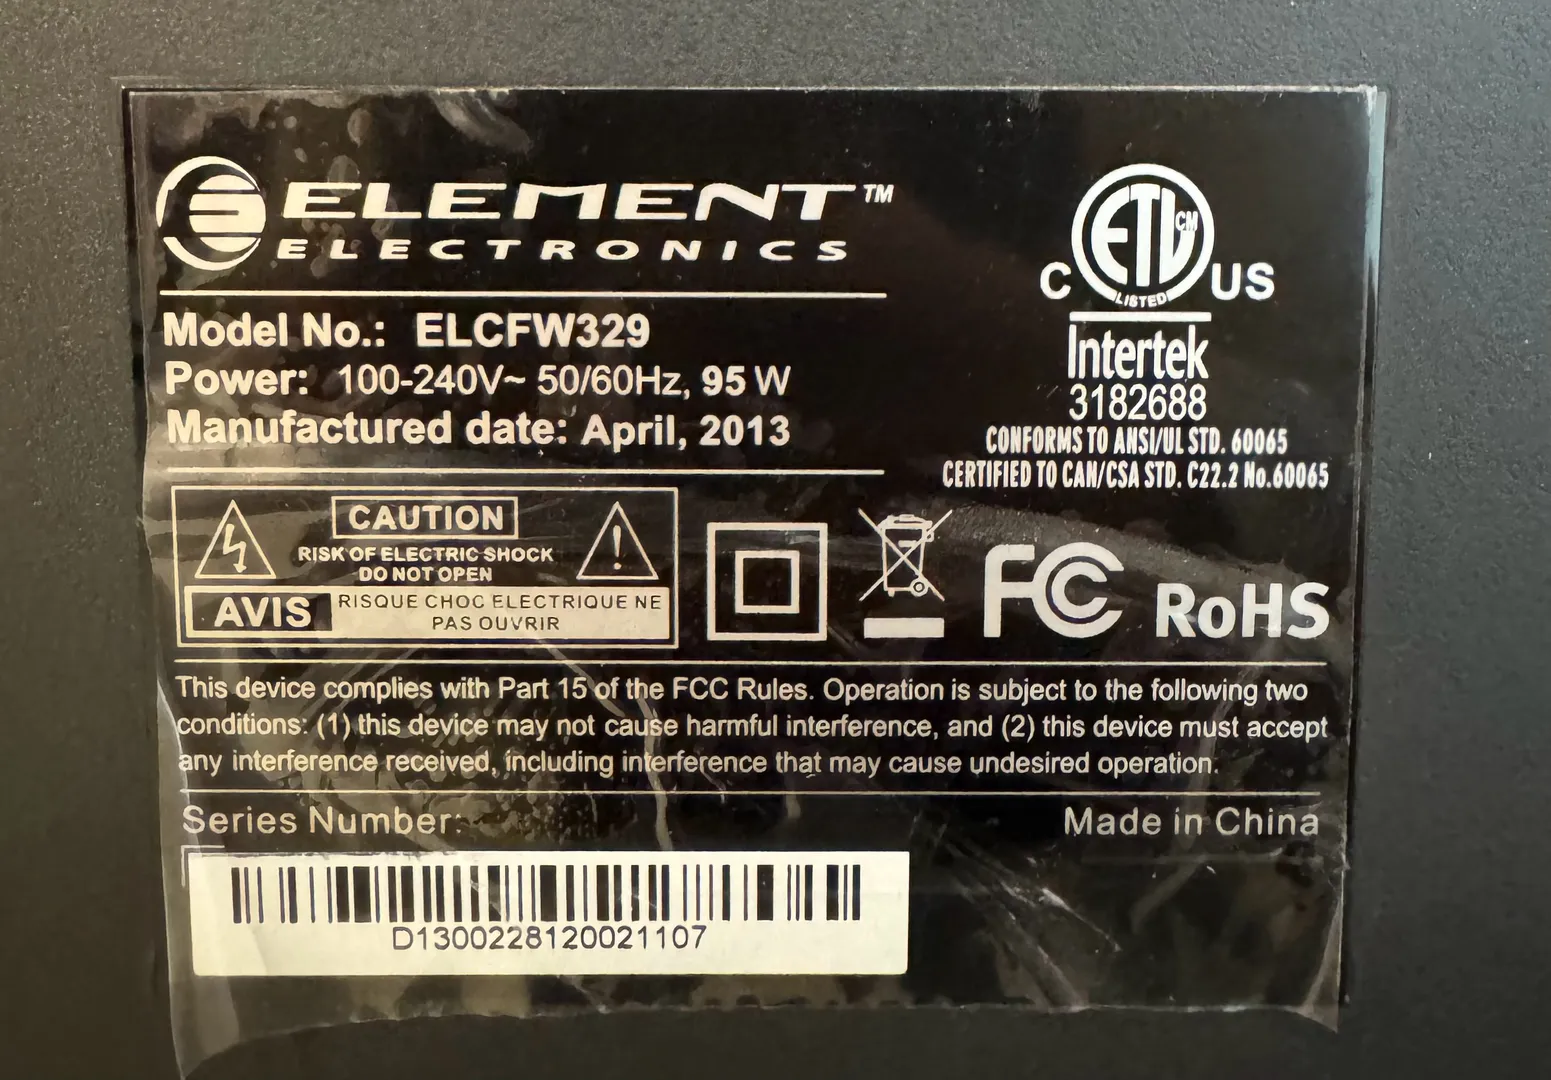 ELEMENT™
ELECTRONICS
Model No.: ELCFW329
Power: 100-240V~ 50/60Hz, 95 W
Manufactured date: April, 2013
ETL CM
LISTED
C US
Intertek
3182688
CONFORMS TO ANSI/UL STD. 60065
CERTIFIED TO CAN/CSA STD. C22.2 No.60065
CAUTION
RISK OF ELECTRIC SHOCK
DO NOT OPEN
AVIS
RISQUE CHOC ELECTRIQUE NE
PAS OUVRIR
FC
RoHS
This device complies with Part 15 of the FCC Rules. Operation is subject to the following two
conditions: (1) this device may not cause harmful interference, and (2) this device must accept
any interference received, including interference that may cause undesired operation.
Series Number:
Made in China
D1300228120021107